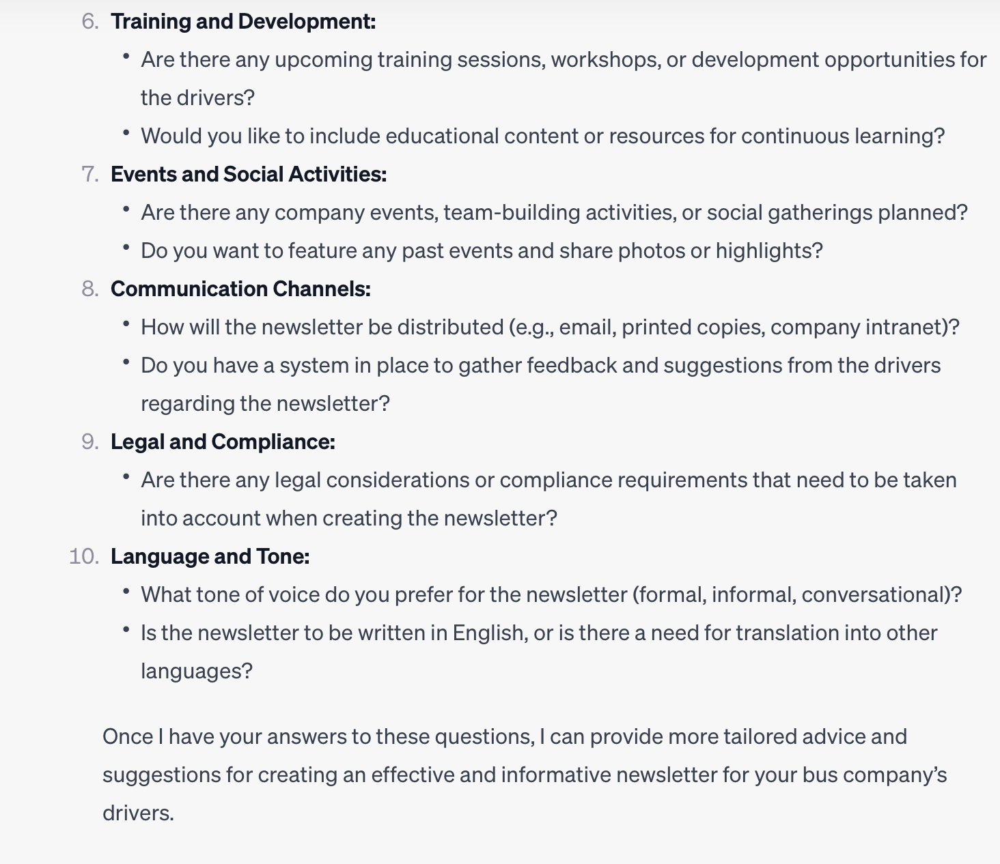 6. Training and Development:
• Are there any upcoming training sessions, workshops, or development opportunities for
the drivers?
• Would you like to include educational content or resources for continuous learning?
7. Events and Social Activities:
• Are there any company events, team-building activities, or social gatherings planned?
• Do you want to feature any past events and share photos or highlights?
8. Communication Channels:
• How will the newsletter be distributed (e.g., email, printed copies, company intranet)?
• Do you have a system in place to gather feedback and suggestions from the drivers
regarding the newsletter?
9. Legal and Compliance:
• Are there any legal considerations or compliance requirements that need to be taken
into account when creating the newsletter?
10. Language and Tone:
• What tone of voice do you prefer for the newsletter (formal, informal, conversational)?
• Is the newsletter to be written in English, or is there a need for translation into other
languages?
Once I have your answers to these questions, I can provide more tailored advice and
suggestions for creating an effective and informative newsletter for your bus company’s
drivers.